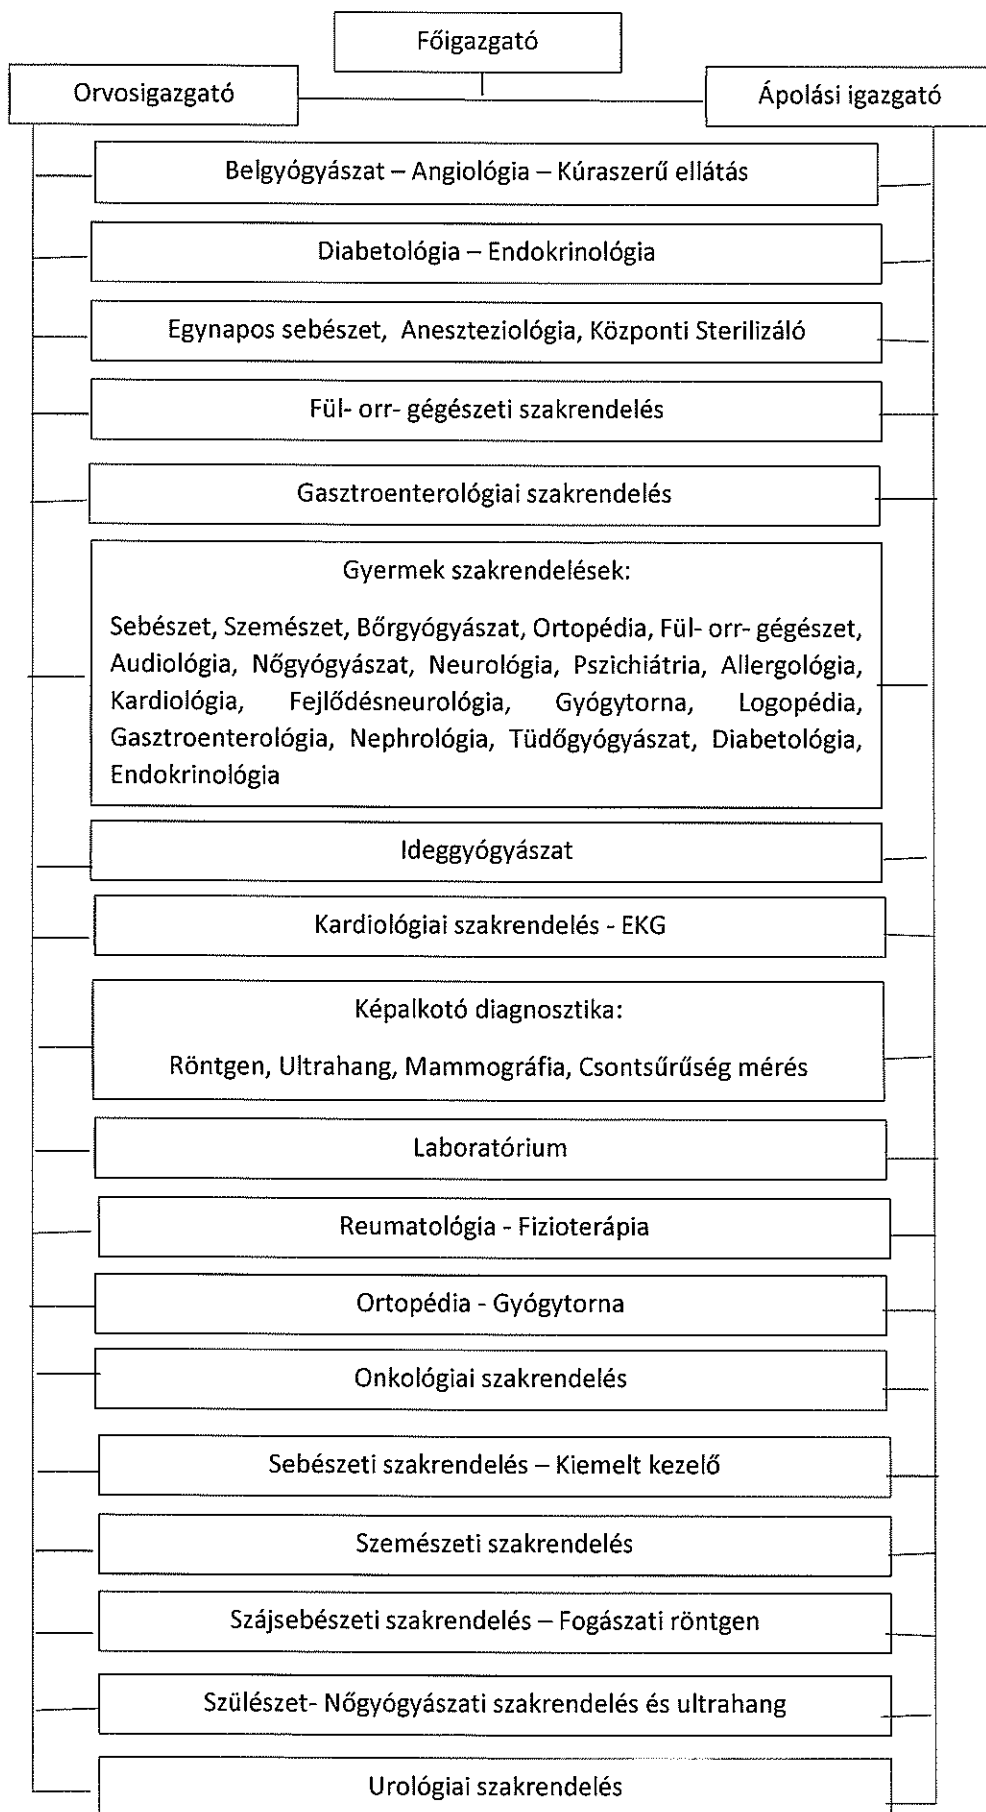 Főigazgató
Orvosigazgató
Ápolási igazgató
Belgyógyászat – Angiológia – Kúraszerű ellátás
Diabetológia – Endokrinológia
Egynapos sebészet, Aneszteziológia, Központi Sterilizáló
Fül- orr- gégészeti szakrendelés
Gasztroenterológiai szakrendelés
Gyermek szakrendelések:
Sebészet, Szemészet, Bőrgyógyászat, Ortopédia, Fül- orr- gégészet,
Audiológia, Nőgyógyászat, Neurológia, Pszichiátria, Allergológia,
Kardiológia, Fejlődésneurológia, Gyógytorna, Logopédia,
Gasztroenterológia, Nephrológia, Tüdőgyógyászat, Diabetológia,
Endokrinológia
Ideggyógyászat
Kardiológiai szakrendelés - EKG
Képalkotó diagnosztika:
Röntgen, Ultrahang, Mammográfia, Csontsűrűség mérés
Laboratórium
Reumatológia - Fizioterápia
Ortopédia - Gyógytorna
Onkológiai szakrendelés
Sebészeti szakrendelés – Kiemelt kezelő
Szemészeti szakrendelés
Szájsebészeti szakrendelés – Fogászati röntgen
Szülészet- Nőgyógyászati szakrendelés és ultrahang
Urológiai szakrendelés